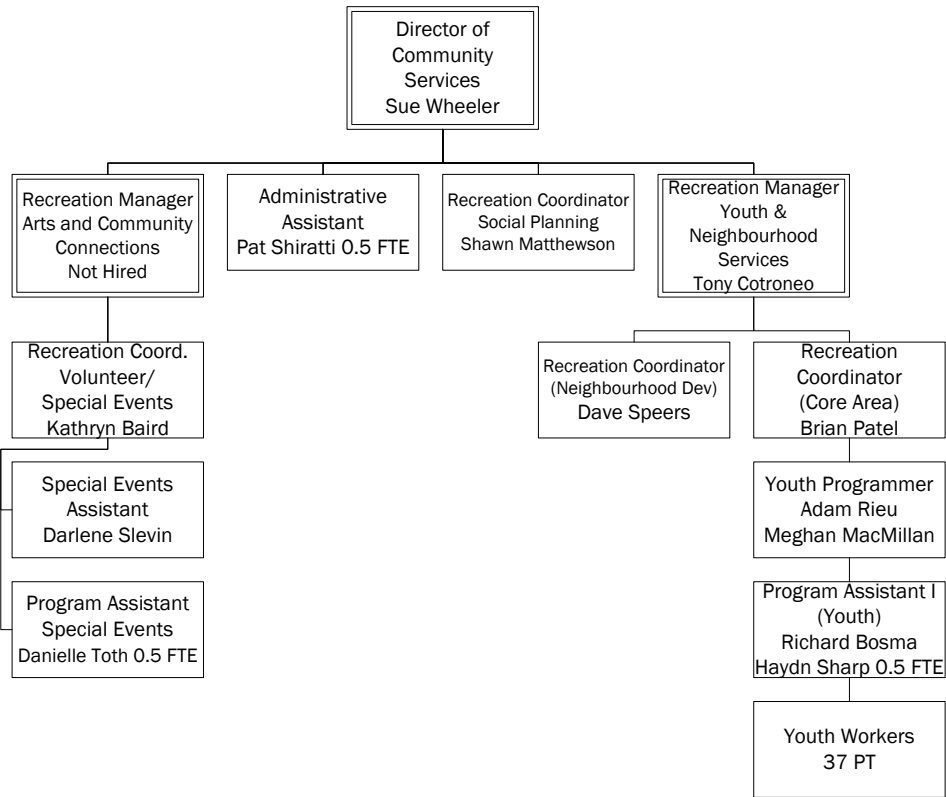 Director of
Community
Services
Sue Wheeler
Recreation Manager
Arts and Community
Connections
Not Hired
Administrative
Assistant
Pat Shiratti 0.5 FTE
Recreation Coordinator
Social Planning
Shawn Matthewson
Recreation Manager
Youth &
Neighbourhood
Services
Tony Cotroneo
Recreation Coord.
Volunteer/
Special Events
Kathryn Baird
Recreation Coordinator
(Neighbourhood Dev)
Dave Speers
Recreation
Coordinator
(Core Area)
Brian Patel
Special Events
Assistant
Darlene Slevin
Youth Programmer
Adam Rieu
Meghan MacMillan
Program Assistant
Special Events
Danielle Toth 0.5 FTE
Program Assistant I
(Youth)
Richard Bosma
Haydn Sharp 0.5 FTE
Youth Workers
37 PT